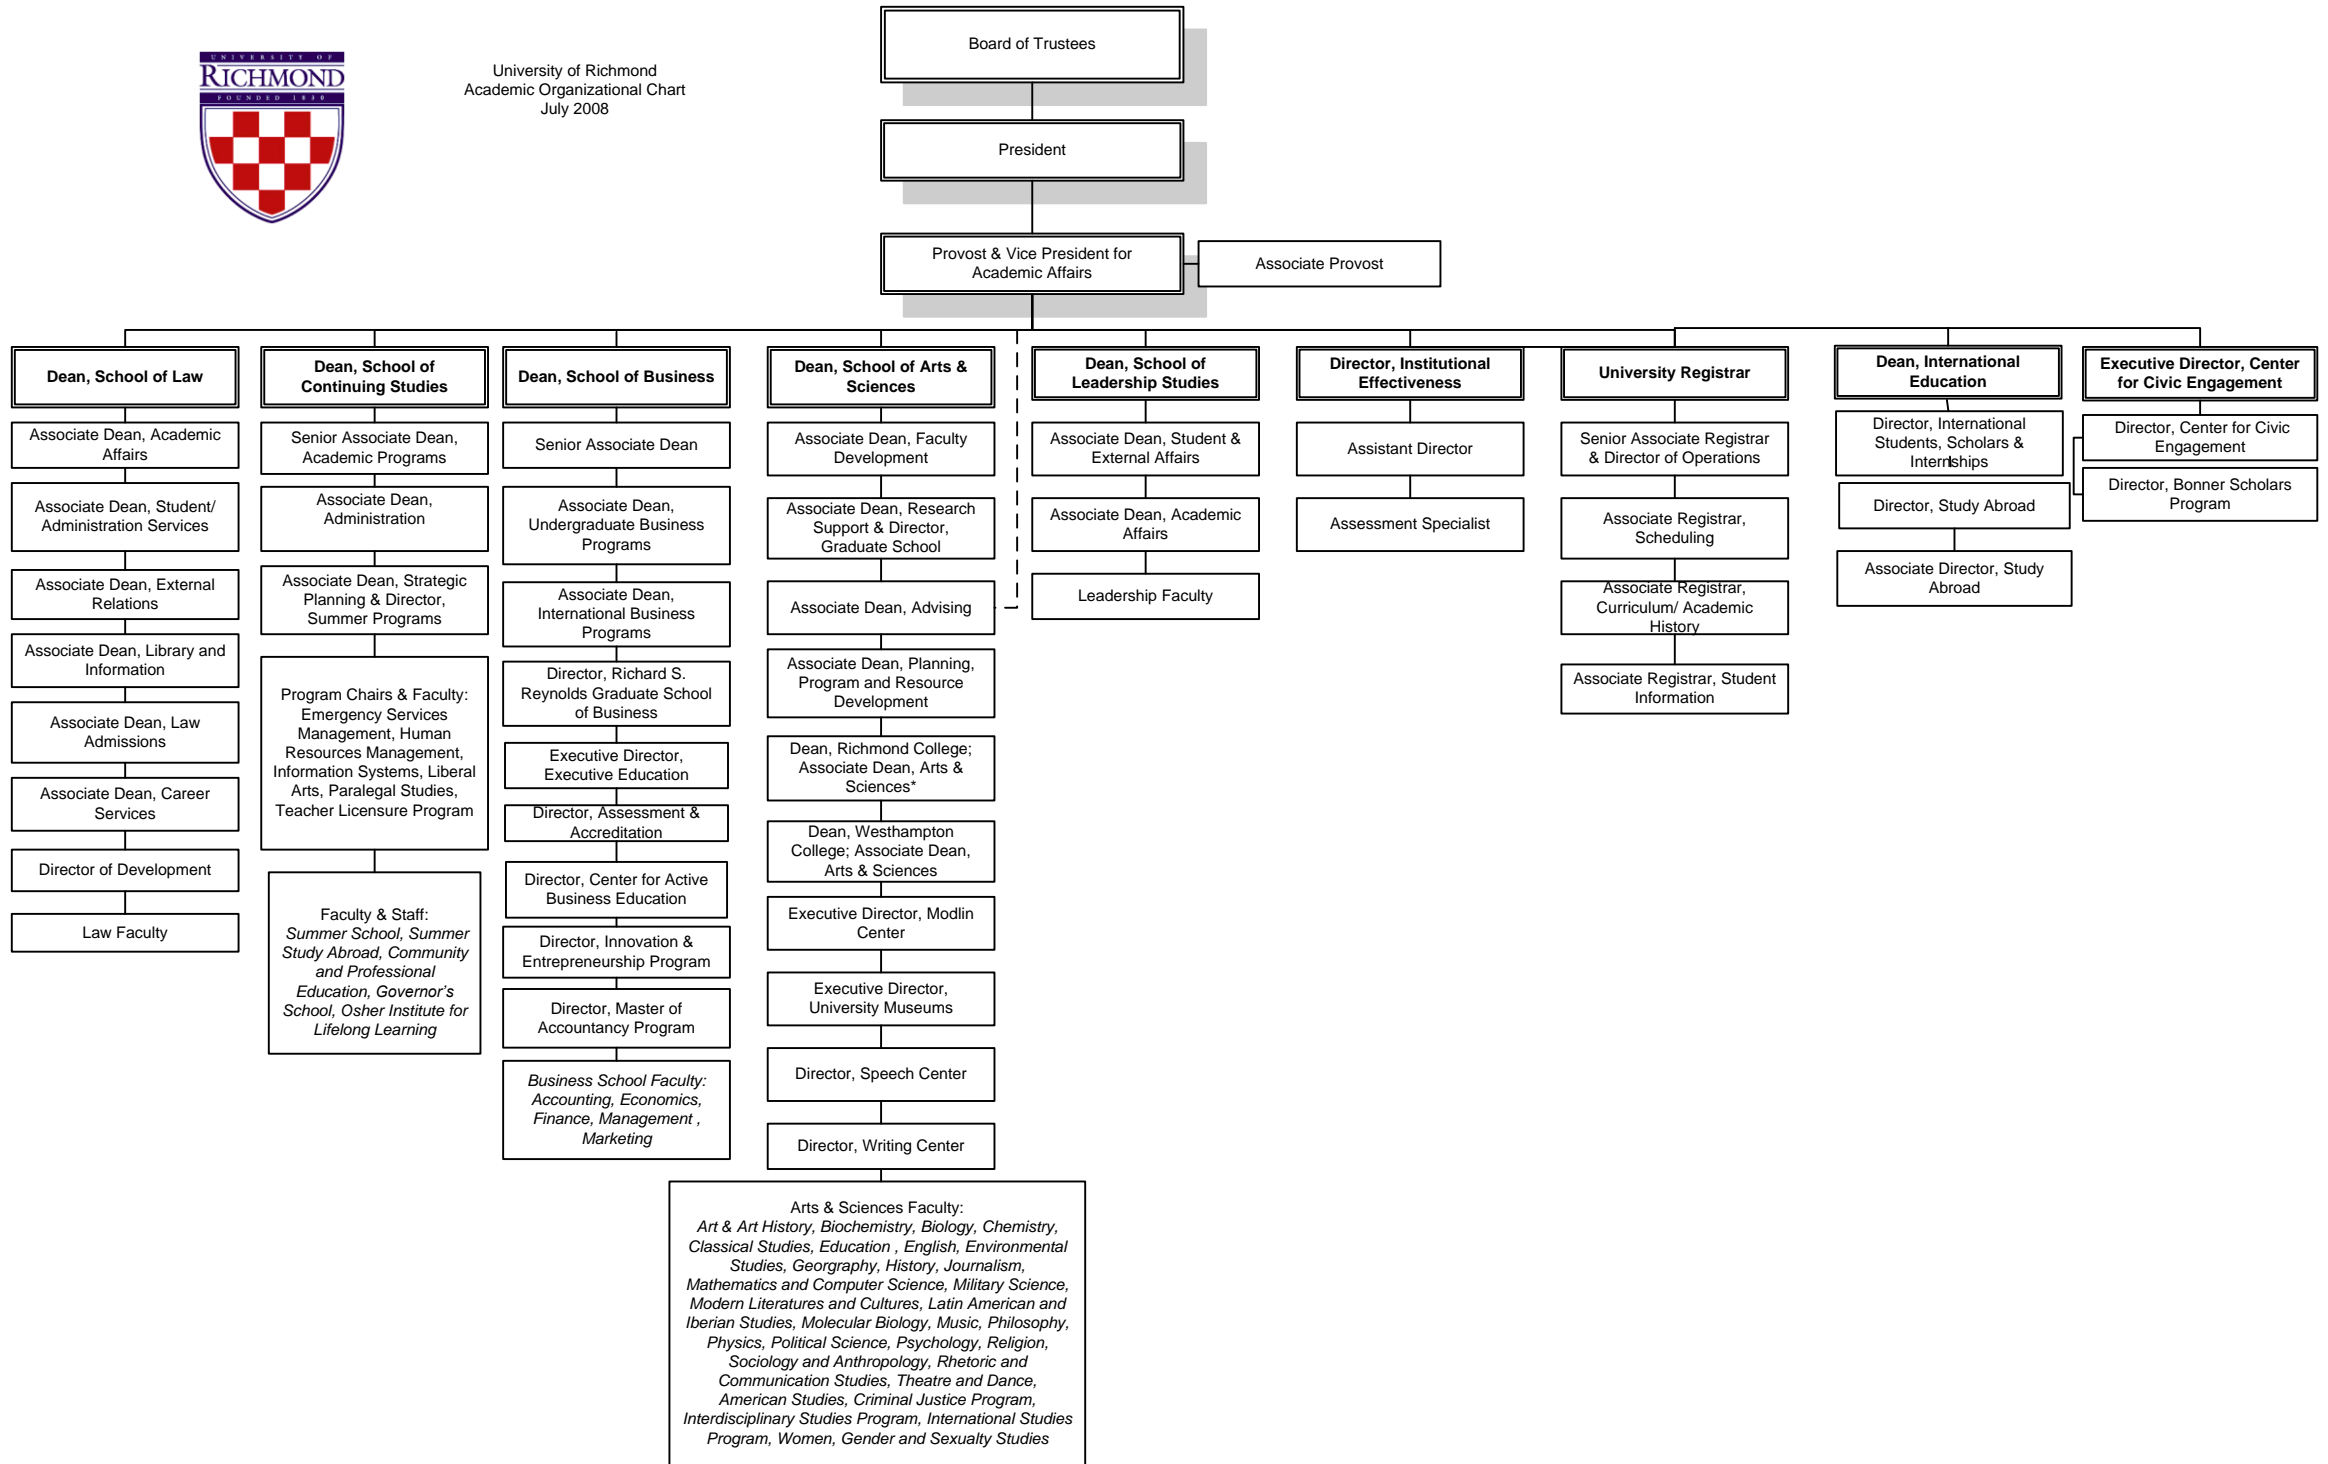 UNIVERSITY OF
RICHMOND
FOUNDED 1830
University of Richmond
Academic Organizational Chart
July 2008
Board of Trustees
President
Provost & Vice President for
Academic Affairs
Associate Provost
Dean, School of Law
Associate Dean, Academic
Affairs
Associate Dean, Student/
Administration Services
Associate Dean, External
Relations
Associate Dean, Library and
Information
Associate Dean, Law
Admissions
Associate Dean, Career
Services
Director of Development
Law Faculty
Dean, School of
Continuing Studies
Senior Associate Dean,
Academic Programs
Associate Dean,
Administration
Associate Dean, Strategic
Planning & Director,
Summer Programs
Program Chairs & Faculty:
Emergency Services
Management, Human
Resources Management,
Information Systems, Liberal
Arts, Paralegal Studies,
Teacher Licensure Program
Faculty & Staff:
Summer School, Summer
Study Abroad, Community
and Professional
Education, Governor's
School, Osher Institute for
Lifelong Learning
Dean, School of Business
Senior Associate Dean
Associate Dean,
Undergraduate Business
Programs
Associate Dean,
International Business
Programs
Director, Richard S.
Reynolds Graduate School
of Business
Executive Director,
Executive Education
Director, Assessment &
Accreditation
Director, Center for Active
Business Education
Director, Innovation &
Entrepreneurship Program
Director, Master of
Accountancy Program
Business School Faculty:
Accounting, Economics,
Finance, Management ,
Marketing
Dean, School of Arts &
Sciences
Associate Dean, Faculty
Development
Associate Dean, Research
Support & Director,
Graduate School
Associate Dean, Advising
Associate Dean, Planning,
Program and Resource
Development
Dean, Richmond College;
Associate Dean, Arts &
Sciences*
Dean, Westhampton
College; Associate Dean,
Arts & Sciences
Executive Director, Modlin
Center
Executive Director,
University Museums
Director, Speech Center
Director, Writing Center
Arts & Sciences Faculty:
Art & Art History, Biochemistry, Biology, Chemistry,
Classical Studies, Education , English, Environmental
Studies, Georgraphy, History, Journalism,
Mathematics and Computer Science, Military Science,
Modern Literatures and Cultures, Latin American and
Iberian Studies, Molecular Biology, Music, Philosophy,
Physics, Political Science, Psychology, Religion,
Sociology and Anthropology, Rhetoric and
Communication Studies, Theatre and Dance,
American Studies, Criminal Justice Program,
Interdisciplinary Studies Program, International Studies
Program, Women, Gender and Sexualty Studies
Dean, School of
Leadership Studies
Associate Dean, Student &
External Affairs
Associate Dean, Academic
Affairs
Leadership Faculty
Director, Institutional
Effectiveness
Assistant Director
Assessment Specialist
University Registrar
Senior Associate Registrar
& Director of Operations
Associate Registrar,
Scheduling
Associate Registrar,
Curriculum/ Academic
History
Associate Registrar, Student
Information
Dean, International
Education
Director, International
Students, Scholars &
Internships
Director, Study Abroad
Associate Director, Study
Abroad
Executive Director, Center
for Civic Engagement
Director, Center for Civic
Engagement
Director, Bonner Scholars
Program